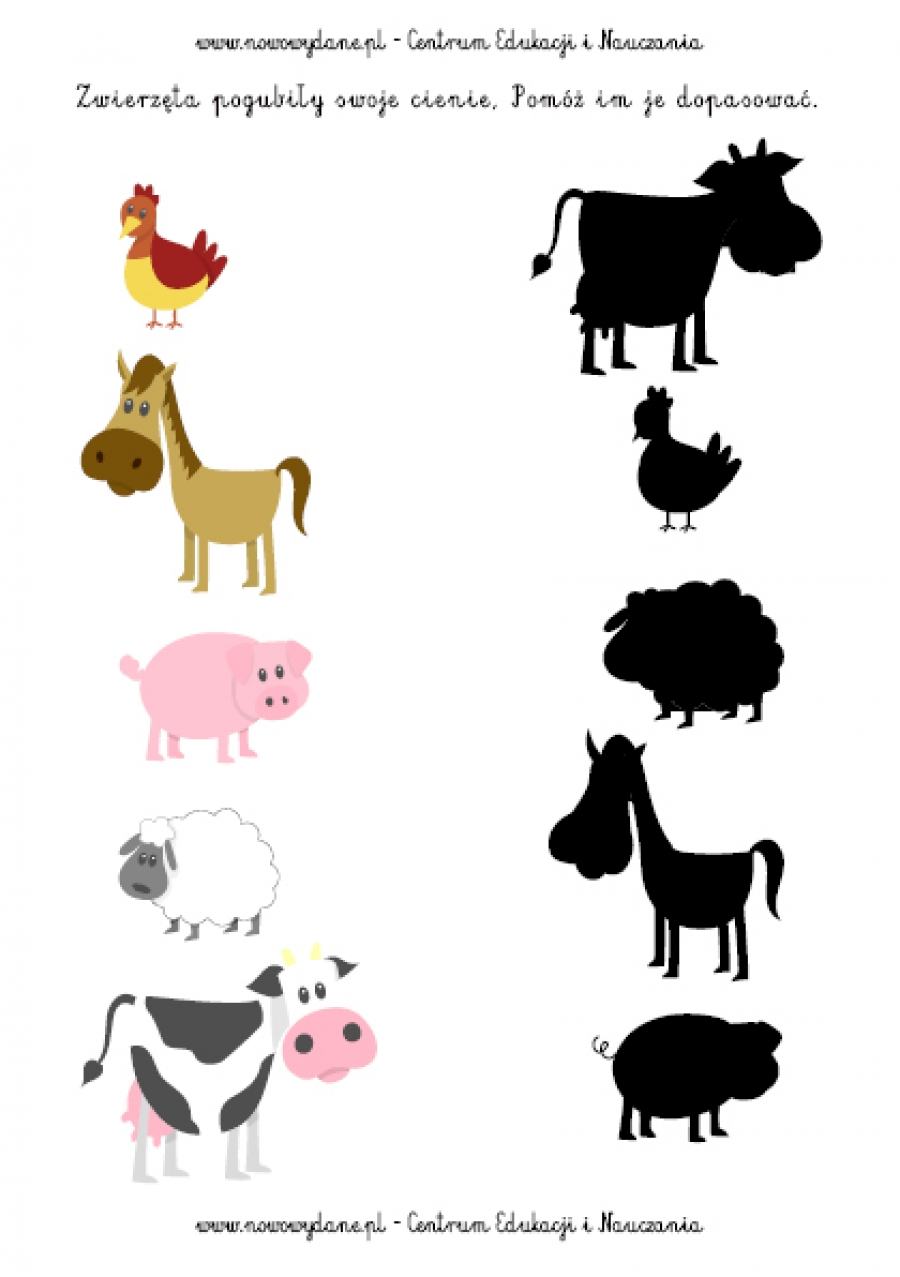 www.nowowydane.pl - Centrum Edukacji i Nauczania
Zwierzęta pogubiły swoje cienie, Pomóż im je dopasować.
www.nowowydane.pl - Centrum Edukacji i Nauczania